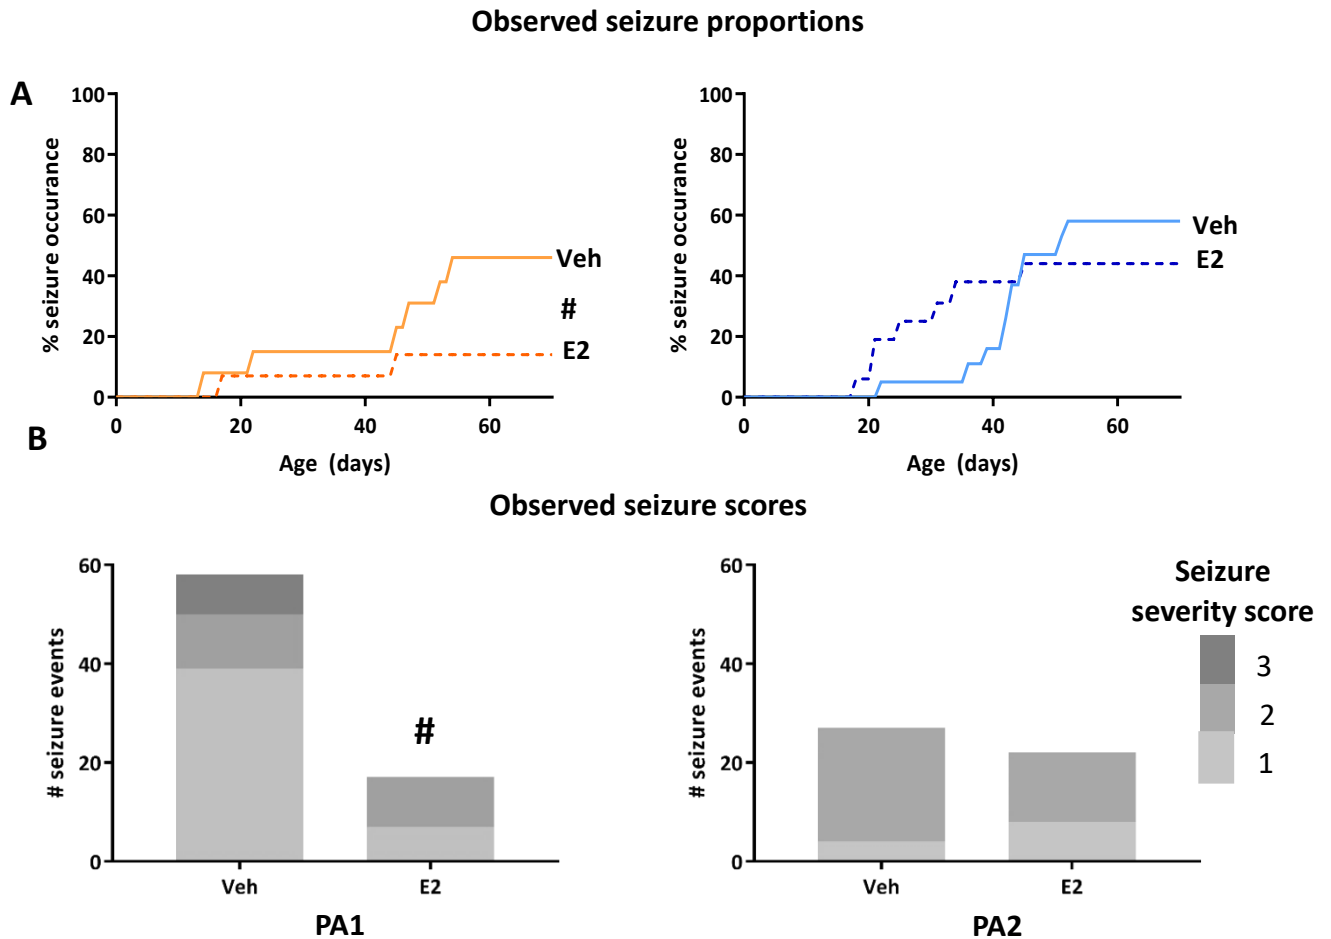 Observed seizure proportions
A
% seizure occurance
100
80
60
40
20
0
0 20 40 60
Age (days)
Veh
#
E2
% seizure occurance
100
80
60
40
20
0
0 20 40 60
Age (days)
Veh
E2
B
Observed seizure scores
# seizure events
60
40
20
0
#
Veh E2
PA1
# seizure events
60
40
20
0
Veh E2
PA2
Seizure
severity score
3
2
1